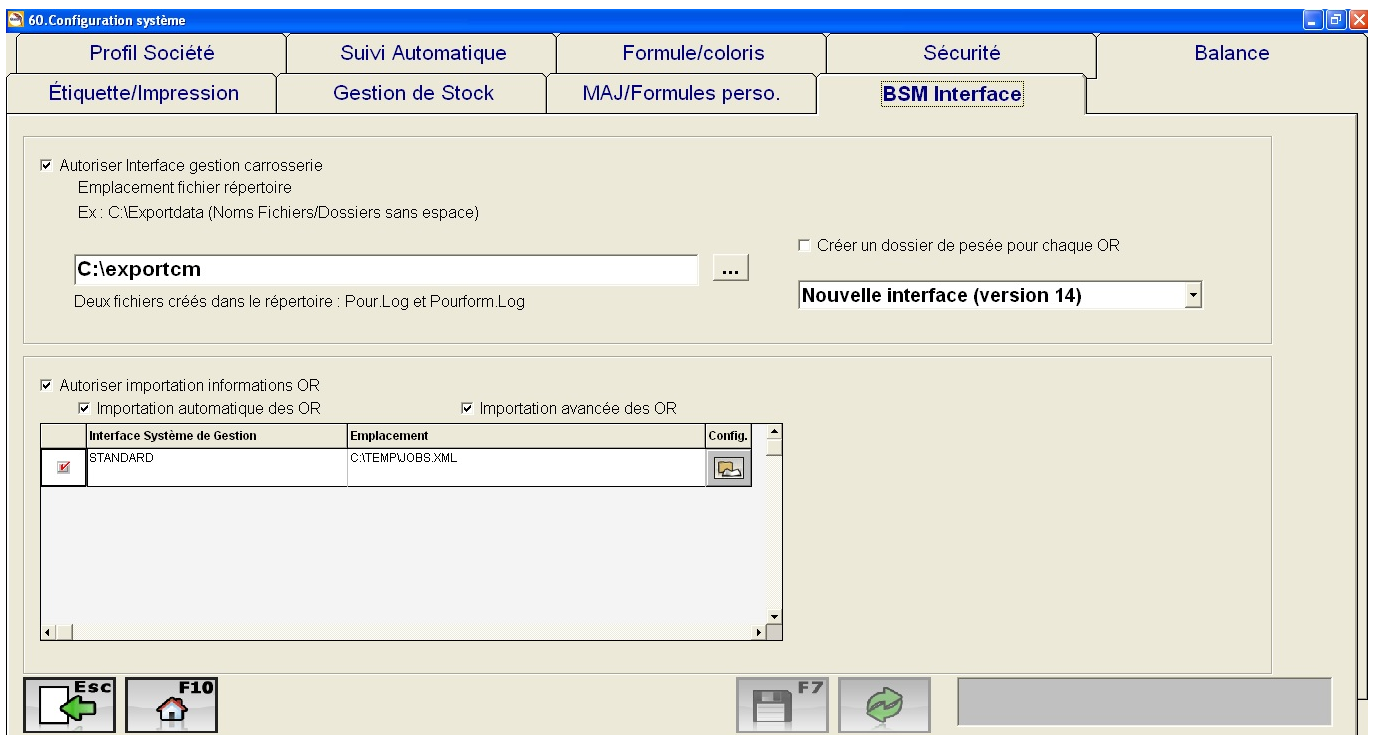 60.Configuration système
Profil Société
Suivi Automatique
Formule/coloris
Sécurité
Balance
Étiquette/Impression
Gestion de Stock
MAJ/Formules perso.
BSM Interface
Autoriser Interface gestion carrosserie
Emplacement fichier répertoire
Ex : C:\Exportdata (Noms Fichiers/Dossiers sans espace)
Créer un dossier de pesée pour chaque OR
C:\exportcm
...
Nouvelle interface (version 14)
Deux fichiers créés dans le répertoire : Pour.Log et Pourform.Log
Autoriser importation informations OR
Importation automatique des OR
Importation avancée des OR
Interface Système de Gestion
Emplacement
Config.
STANDARD
C:\TEMP\JOBS.XML
Esc
F10
F7